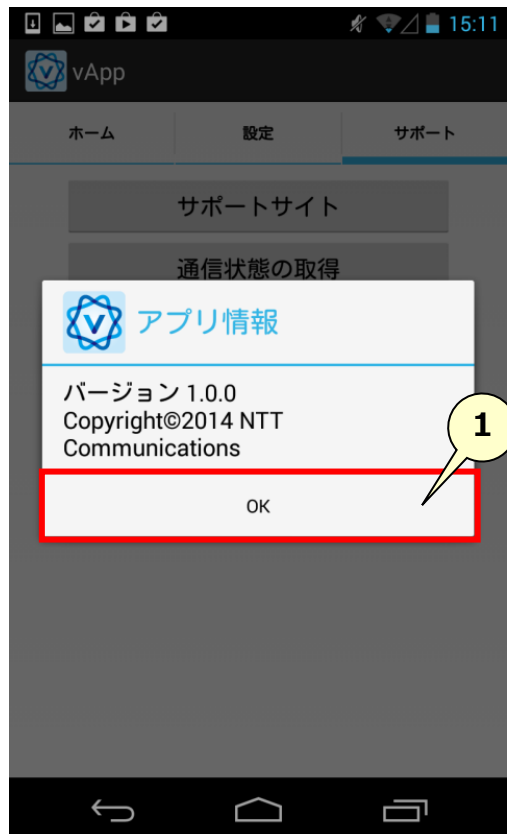 15:11
vApp
ホーム 設定 サポート
サポートサイト
通信状態の取得
アプリ情報
バージョン 1.0.0
Copyright©2014 NTT
Communications
1
OK